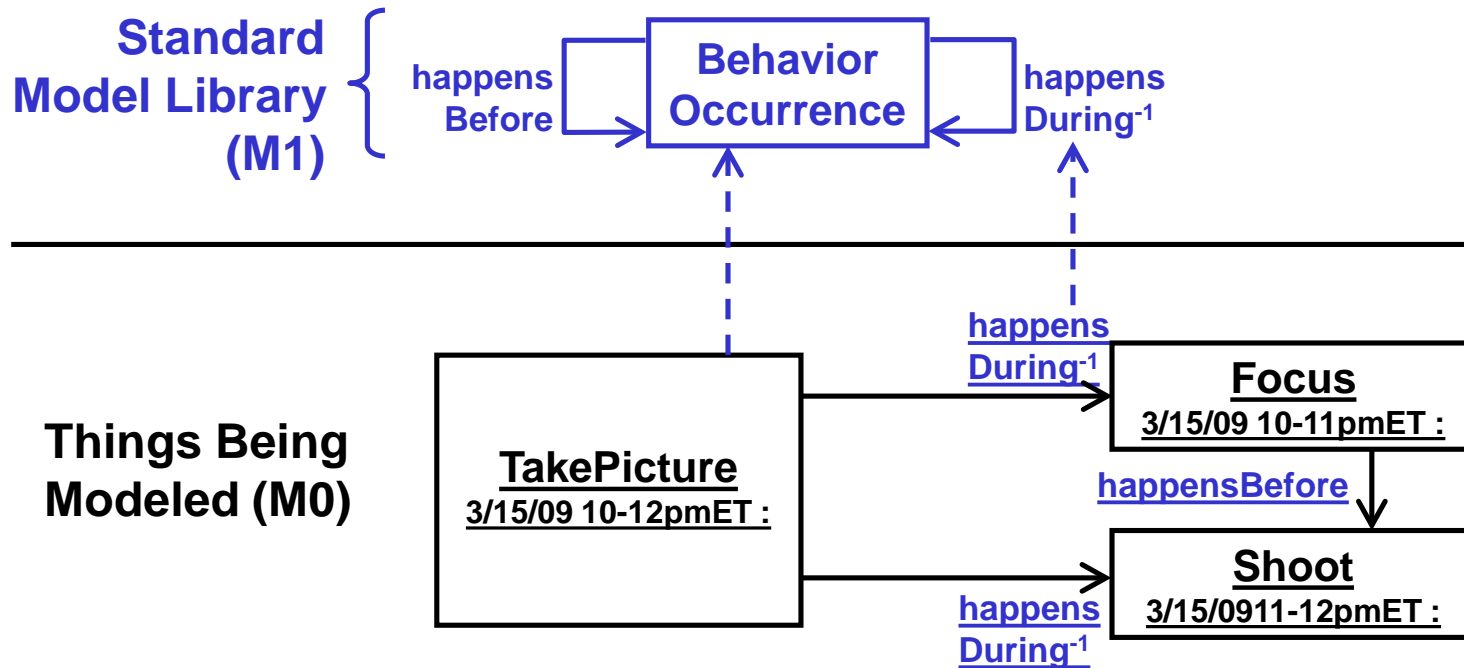 Standard
Model Library
(M1)
happens
Before
Behavior
Occurrence
happens
During⁻¹
Things Being
Modeled (M0)
TakePicture
3/15/09 10-12pmET :
happens
During⁻¹
Focus
3/15/09 10-11pmET :
happensBefore
Shoot
3/15/0911-12pmET :
happens
During⁻¹